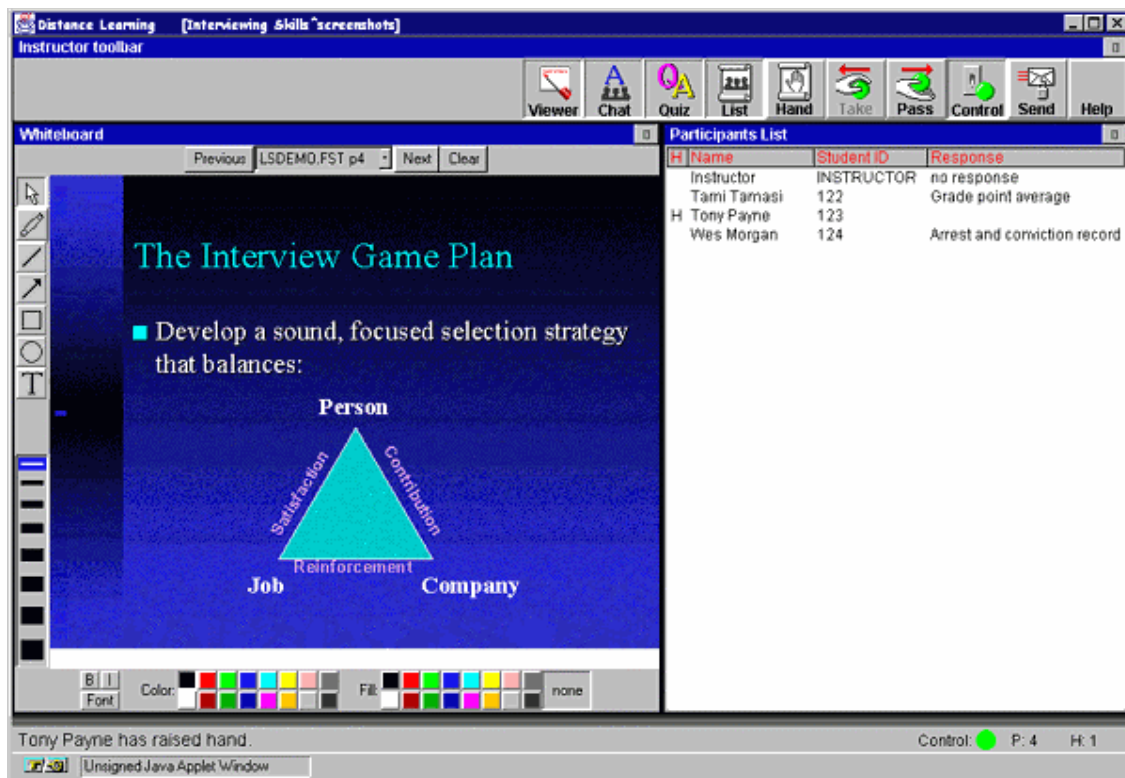 Distance Learning [Interviewing Skills^screenshots]
Instructor toolbar
Viewer Chat Quiz List Hand Take Pass Control Send Help
Whiteboard
Previous LSDEMO.FST p4 Next Clear
T
The Interview Game Plan
Develop a sound, focused selection strategy
that balances:
Person
Satisfaction
Contribution
Reinforcement
Job Company
B I
Font
Color: Fill: none
Participants List
H Name Student ID Response
Instructor INSTRUCTOR no response
Tami Tamasi 122 Grade point average
H Tony Payne 123
Wes Morgan 124 Arrest and conviction record
Tony Payne has raised hand. Control: P: 4 H: 1
Unsigned Java Applet Window